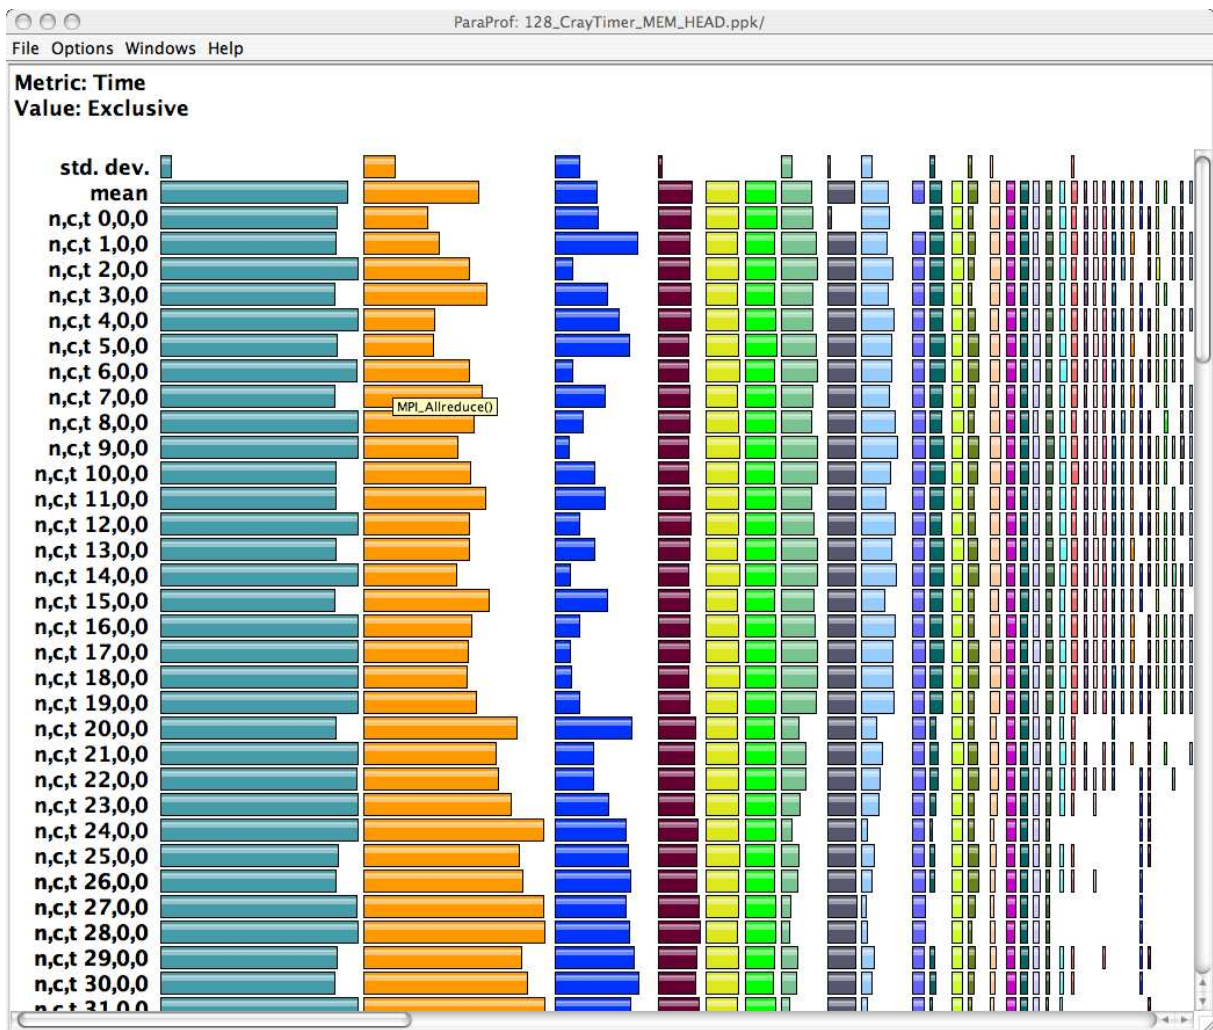 ParaProf: 128_CrayTimer_MEM_HEAD.ppk/
File Options Windows Help
Metric: Time
Value: Exclusive
std. dev.
mean
n,c,t 0,0,0
n,c,t 1,0,0
n,c,t 2,0,0
n,c,t 3,0,0
n,c,t 4,0,0
n,c,t 5,0,0
n,c,t 6,0,0
n,c,t 7,0,0
MPI_Allreduce()
n,c,t 8,0,0
n,c,t 9,0,0
n,c,t 10,0,0
n,c,t 11,0,0
n,c,t 12,0,0
n,c,t 13,0,0
n,c,t 14,0,0
n,c,t 15,0,0
n,c,t 16,0,0
n,c,t 17,0,0
n,c,t 18,0,0
n,c,t 19,0,0
n,c,t 20,0,0
n,c,t 21,0,0
n,c,t 22,0,0
n,c,t 23,0,0
n,c,t 24,0,0
n,c,t 25,0,0
n,c,t 26,0,0
n,c,t 27,0,0
n,c,t 28,0,0
n,c,t 29,0,0
n,c,t 30,0,0
n,c,t 31,0,0